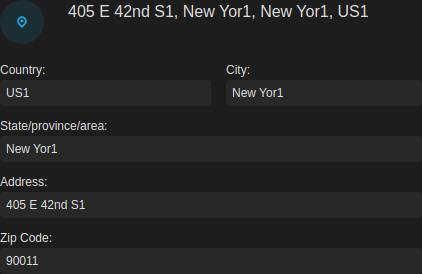 405 E 42nd S1, New Yor1, New Yor1, US1
Country: City:
US1 New Yor1
State/province/area:
New Yor1
Address:
405 E 42nd S1
Zip Code:
90011